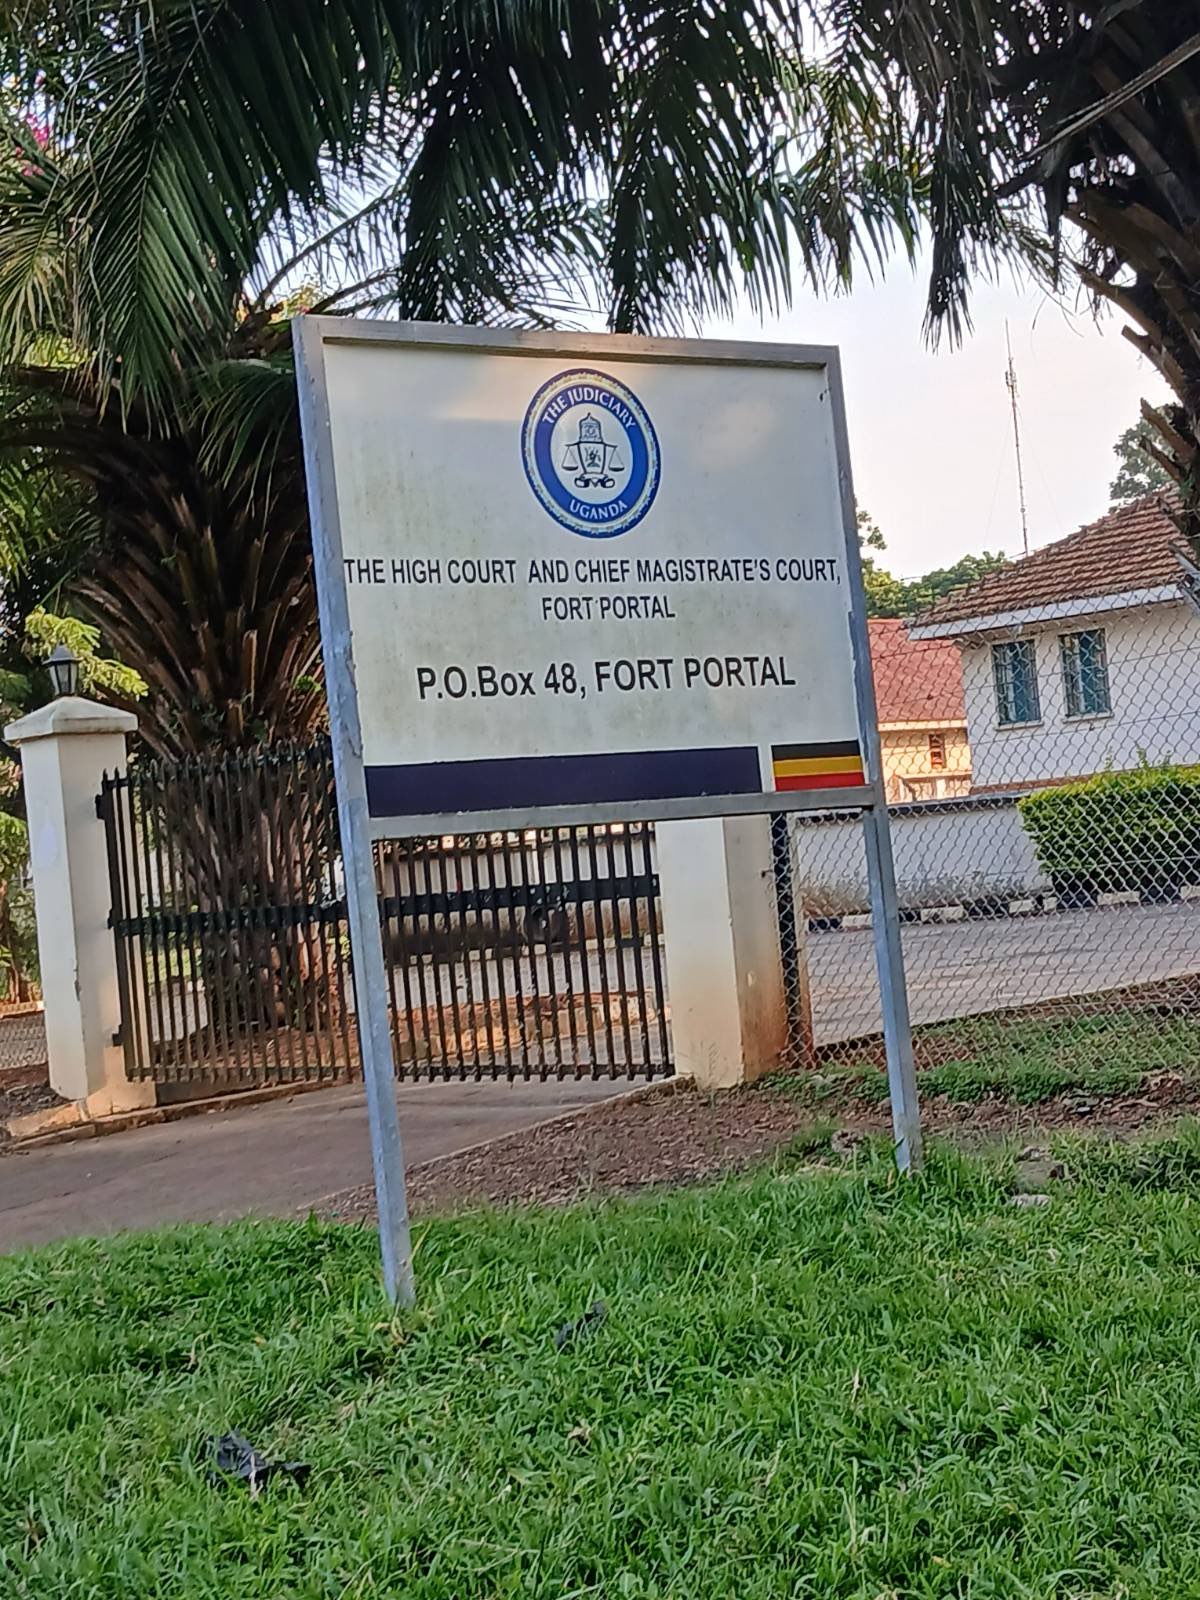 THE JUDICIARY
UGANDA
THE HIGH COURT AND CHIEF MAGISTRATE'S COURT,
FORT PORTAL
P.O.Box 48, FORT PORTAL